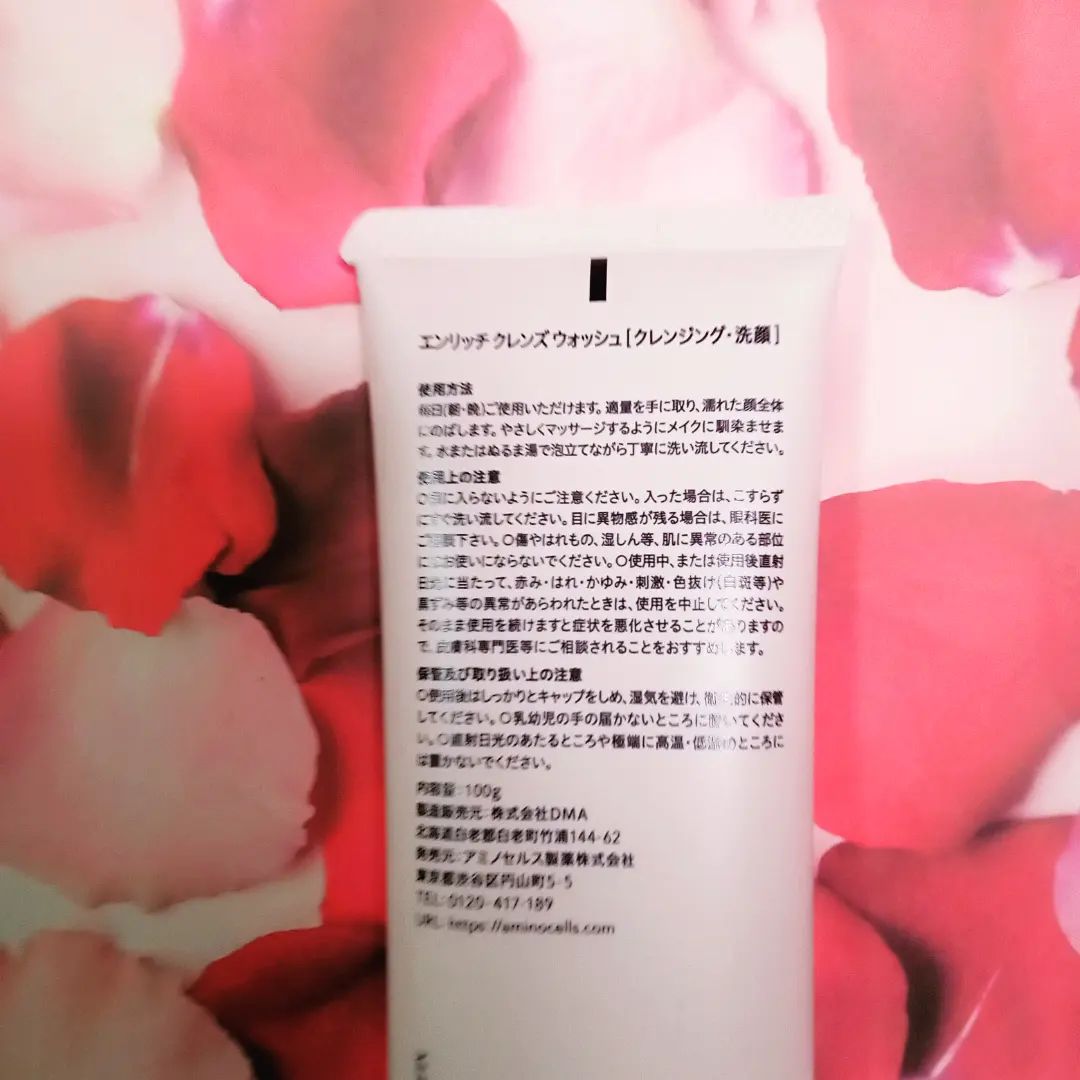 エンリッチ クレンズ ウォッシュ [クレンジング・洗顔]
使用方法
毎日(朝・晩)ご使用いただけます。適量を手に取り、濡れた顔全体
にのばします。やさしくマッサージするようにメイクに馴染ませま
す。水またはぬるま湯で泡立てながら丁寧に洗い流してください。
使用上の注意
○目に入らないようにご注意ください。入った場合は、こすらず
にすぐ洗い流してください。目に異物感が残る場合は、眼科医に
ご相談下さい。○傷やはれもの、湿しん等、肌に異常のある部位
にはお使いにならないでください。○使用中、または使用後直射
日光に当たって、赤み・はれ・かゆみ・刺激・色抜け(白斑等)や
黒ずみ等の異常があらわれたときは、使用を中止してください。
そのまま使用を続けますと症状を悪化させることがありますの
で、皮膚科専門医等にご相談されることをおすすめします。
保管及び取り扱い上の注意
○使用後はしっかりとキャップをしめ、湿気を避け、衛生的に保管
してください。○乳幼児の手の届かないところに置いてくださ
い。○直射日光のあたるところや極端に高温・低温のところに
は置かないでください。
内容量:100g
製造販売元:株式会社DMA
北海道白老郡白老町竹浦144-62
発売元:アミノセルス製薬株式会社
東京都渋谷区円山町5-5
TEL:0120-417-189
URL:https://aminocells.com